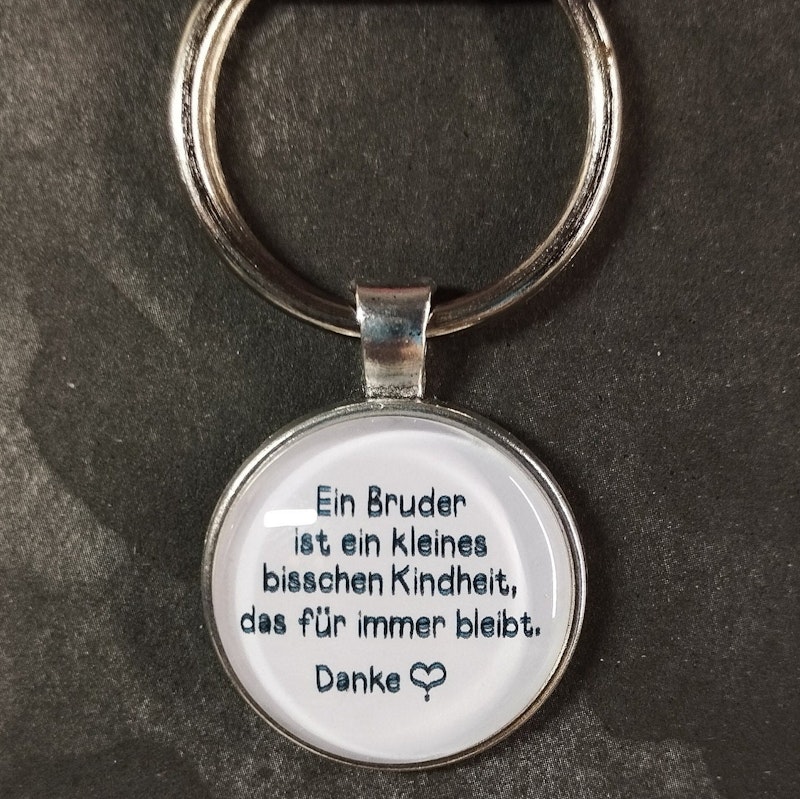 Ein Bruder
ist ein kleines
bisschen Kindheit,
das für immer bleibt.
Danke ♡